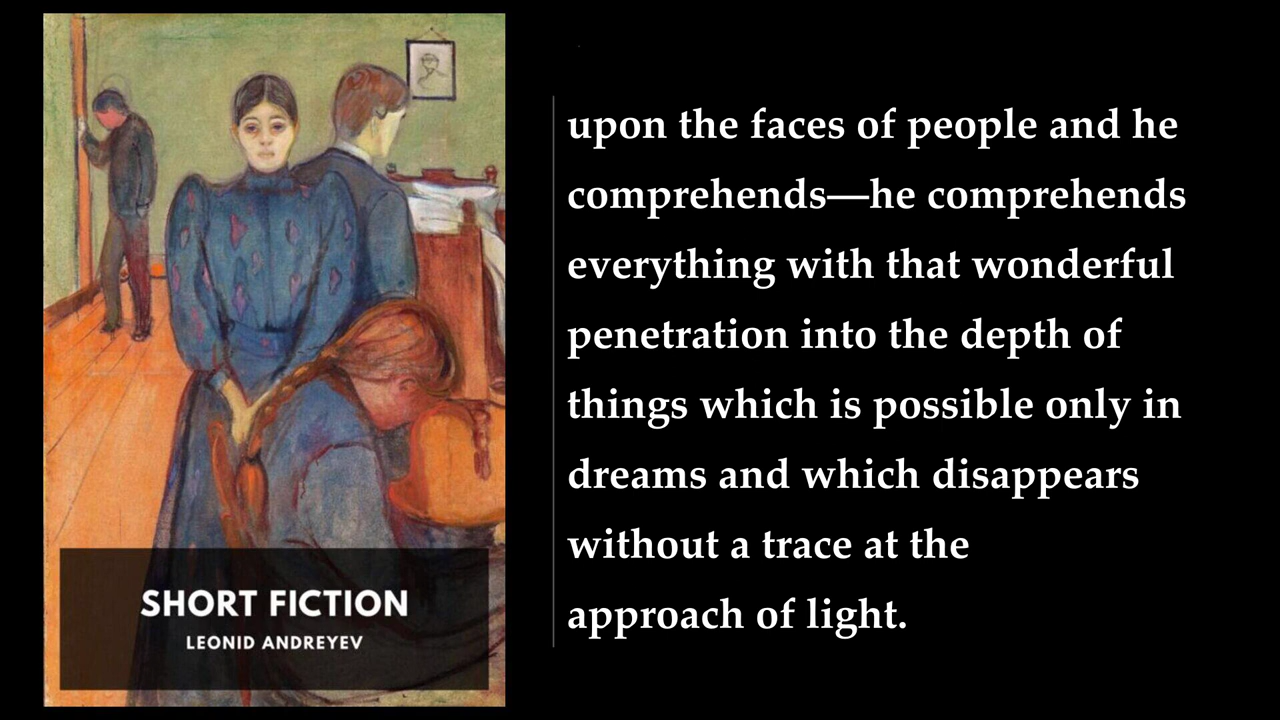 SHORT FICTION
LEONID ANDREYEV
upon the faces of people and he
comprehends—he comprehends
everything with that wonderful
penetration into the depth of
things which is possible only in
dreams and which disappears
without a trace at the
approach of light.